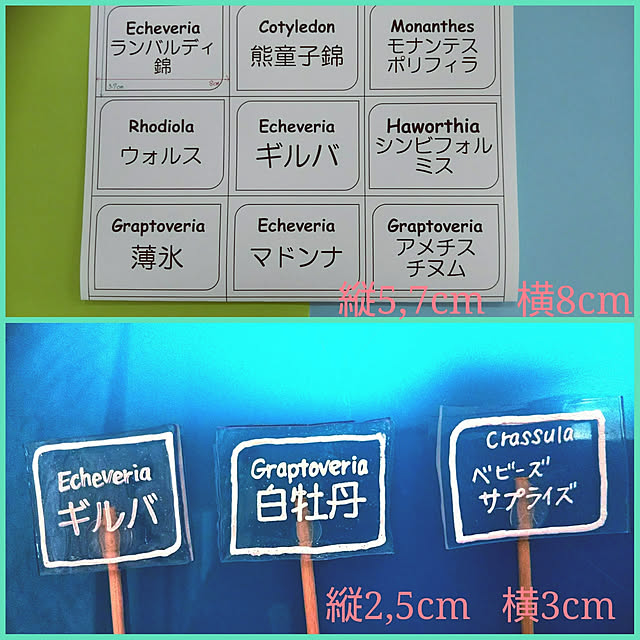 Echeveria
ランバルディ
錦
Cotyledon
熊童子錦
Monanthes
モナンテス
ポリフィラ
Rhodiola
ウォルス
Echeveria
ギルバ
Haworthia
シンビフォル
ミス
Graptoveria
薄氷
Echeveria
マドンナ
Graptoveria
アメチス
チヌム
縦5,7cm 横8cm
Echeveria
ギルバ
Graptoveria
白牡丹
Crassula
ベビーズ
サプライズ
縦2,5cm 横3cm